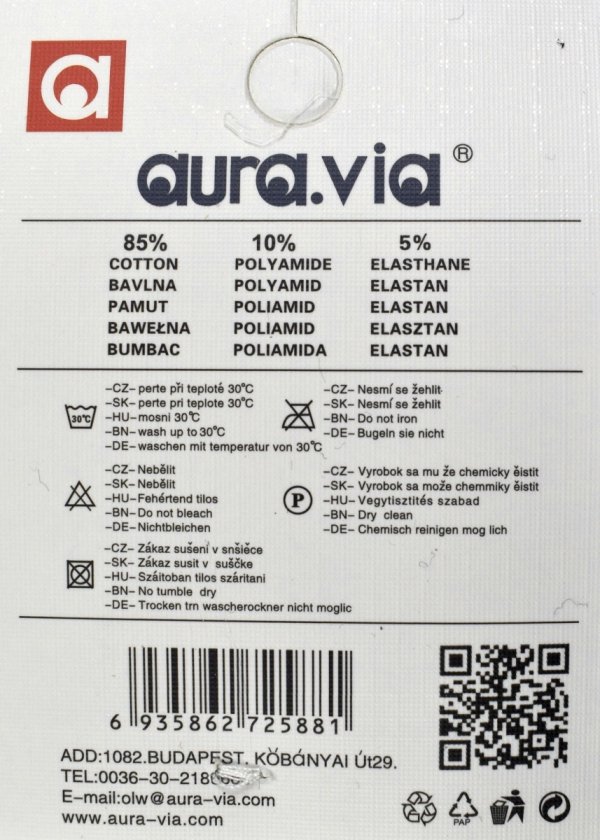 a
aura.via®
85% 10% 5%
COTTON POLYAMIDE ELASTHANE
BAVLNA POLYAMID ELASTAN
PAMUT POLIAMID ELASTAN
BAWEŁNA POLIAMID ELASZTAN
BUMBAC POLIAMIDA ELASTAN
30°C
-CZ- perte při teploté 30°C
-SK- perte pri teplote 30°C
-HU- mosni 30°C
-BN- wash up to 30°C
-DE- waschen mit temperatur von 30°C
-CZ- Nesmí se žehlit
-SK- Nesmí se žehlit
-BN- Do not iron
-DE- Bugeln sie nicht
-CZ- Nebělit
-SK- Nebělit
-HU- Fehértend tilos
-BN- Do not bleach
-DE- Nichtbleichen
P
-CZ- Vyrobok sa mu že chemicky ěistit
-SK- Vyrobok sa može chemmiky ěistit
-HU- Vegytisztités szabad
-BN- Dry clean
-DE- Chemisch reinigen mog lich
-CZ- Zákaz sušení v snšiěce
-SK- Zákaz susit v suščke
-HU- Száitoban tilos száritani
-BN- No tumble dry
-DE- Trocken trn wascherockner nicht moglic
6 935862 725881
ADD:1082.BUDAPEST. KŐBÁNYAI Út29.
TEL:0036-30-218
E-mail:olw@aura-via.com
www.aura-via.com
PAP